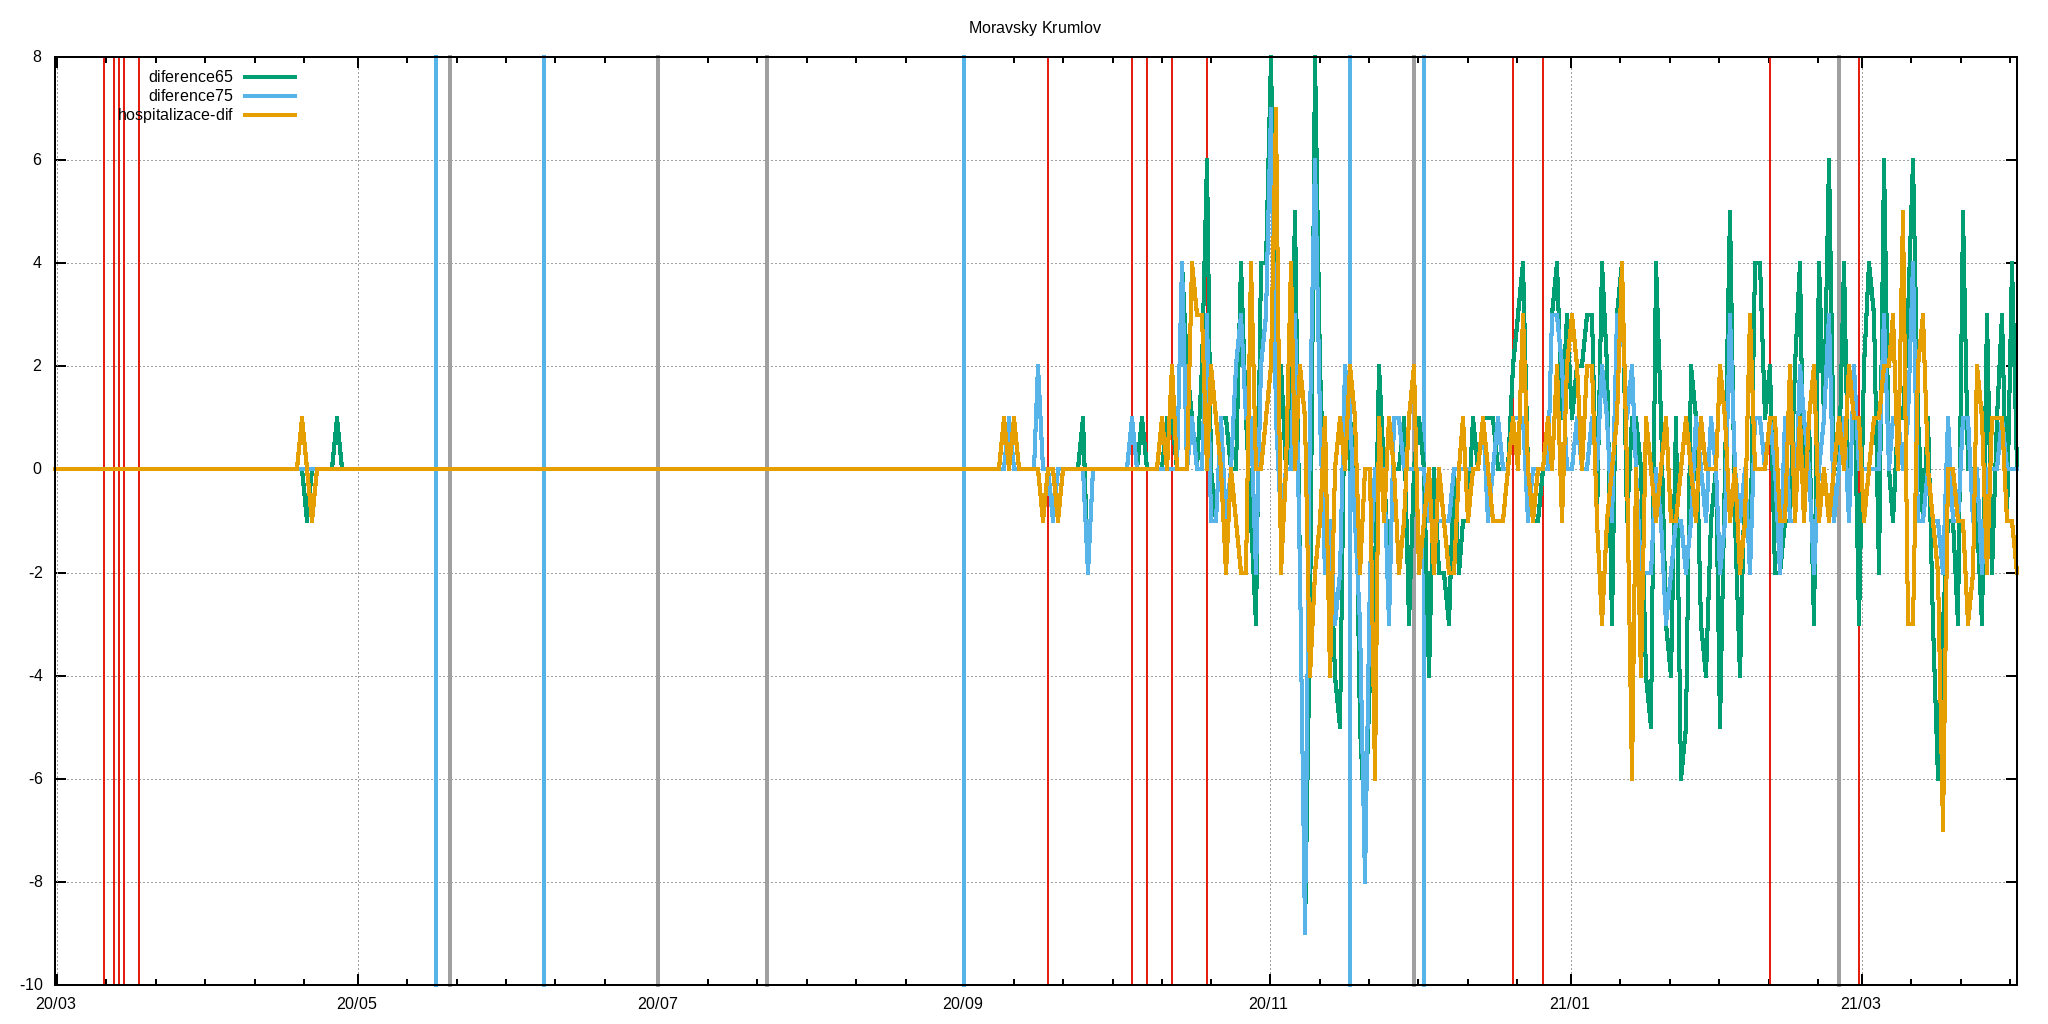 Moravsky Krumlov
8
diference65
diference75
hospitalizace-dif
6
4
2
0
-2
-4
-6
-8
-10
20/03 20/05 20/07 20/09 20/11 21/01 21/03